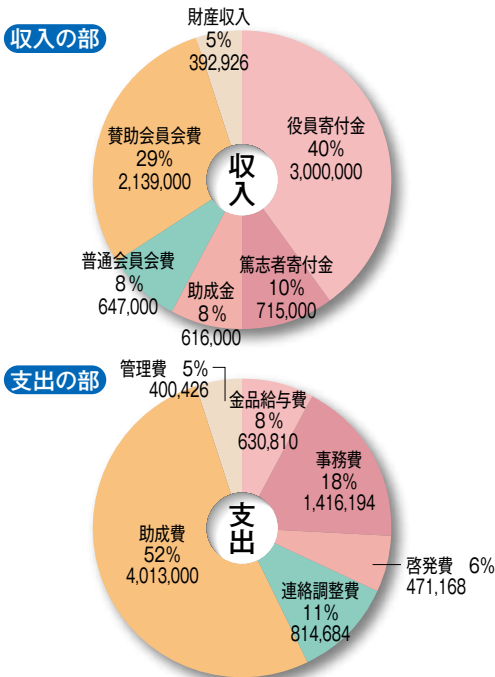 収入の部
財産収入
5%
392,926
役員寄付金
40%
3,000,000
賛助会員会費
29%
2,139,000
収入
普通会員会費
8%
647,000
助成金
8%
616,000
篤志者寄付金
10%
715,000
支出の部
管理費 5%
400,426
金品給与費
8%
630,810
事務費
18%
1,416,194
支出
助成費
52%
4,013,000
啓発費 6%
471,168
連絡調整費
11%
814,684